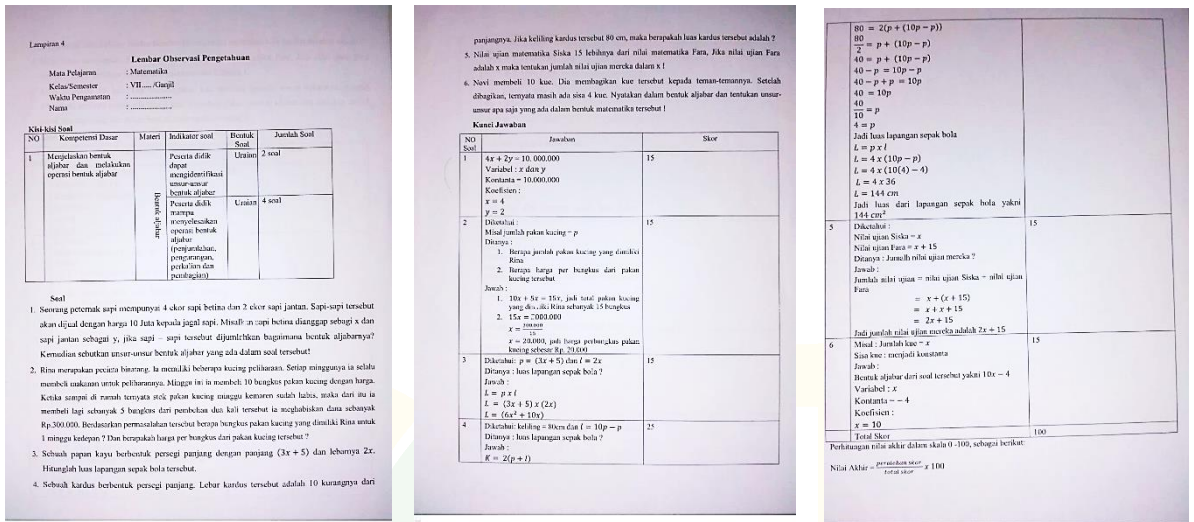 Lampiran 4
Lembar Observasi Pengetahuan
Mata Pelajaran : Matematika
Kelas/Semester : VII ..... /Ganjil
Waktu Pengamatan : ........................
Nama : ........................
Kisi-kisi Soal
NO Kompetensi Dasar Materi Indikator soal Bentuk Soal Jumlah Soal
1 Menjelaskan bentuk aljabar dan melakukan operasi bentuk aljabar
Bentuk aljabar
Peserta didik dapat mengidentifikasi unsur-unsur bentuk aljaber
Uraian 2 soal
Peserta didik mampu menyelesaikan operasi bentuk aljabar (penjumlahan, pengurangan, perkalian dan pembagian)
Uraian 4 soal
Soal
1. Seorang peternak sapi mempunyai 4 ekor sapi betina dan 2 ekor sapi jantan. Sapi-sapi tersebut
akan dijual dengan harga 10 Juta kepada jagal sapi. Misalkan sapi betina dianggap sebagi x dan
sapi jantan sebagai y, jika sapi – sapi tersebut dijumlahkan bagaimana bentuk aljabarnya?
Kemudian sebutkan unsur-unsur bentuk aljabar yang ada dalam soal tersebut!
2. Rina merupakan pecinta binatang. Ia memiliki beberapa kucing peliharaan. Setiap minggunya ia selalu
membeli makanan untuk peliharannya. Minggu ini ia membeli 10 bungkus pakan kucing dengan harga.
Ketika sampai di rumah ternyata stok pakan kucing minggu kemaren sudah habis, maka dari itu ia
membeli lagi sebanyak 5 bungkus dari pembelian dua kali tersebut ia meghabiskan dana sebanyak
Rp.300.000. Berdasarkan permasalahan tersebut berapa bungkus pakan kucing yang dimiliki Rina untuk
1 minggu kedepan ? Dan berapakah harga per bungkus dari pakan kucing tersebut ?
3. Sebuah papan kayu berbentuk persegi panjang dengan panjang (3x + 5) dan lebarnya 2x.
Hitunglah luas lapangan sepak bola tersebut.
4. Sebuah kardus berbentuk persegi panjang. Lebar kardus tersebut adalah 10 kurangnya dari
panjangnya. Jika keliling kardus tersebut 80 cm, maka berapakah luas kardus tersebut adalah ?
5. Nilai ujian matematika Siska 15 lebihnya dari nilai matematika Fara, Jika nilai ujian Fara
adalah x maka tentukan jumlah nilai ujian mereka dalam x !
6. Novi membeli 10 kue. Dia membagikan kue tersebut kepada teman-temannya. Setelah
dibagikan, ternyata masih ada sisa 4 kue. Nyatakan dalam bentuk aljabar dan tentukan unsur-
unsur apa saja yang ada dalam bentuk matematika tersebut !
Kunci Jawaban
NO Soal Jawaban Skor
1 4x + 2y = 10.000.000 15
Variabel : x dan y
Kontanta = 10.000.000
Koefisien :
x = 4
y = 2
2 Diketahui : 15
Misal jumlah pakan kucing = p
Ditanya :
1. Berapa jumlah pakan kucing yang dimiliki
Rina
2. Berapa harga per bungkus dari pakan
kucing tersebut
Jawab :
1. 10x + 5x = 15x, jadi total pakan kucing
yang dimiliki Rina sebanyak 15 bungkus
2. 15x = 3000.000
x = 300.000/15
x = 20.000, jadi harga perbungkus pakan
kucing sebesar Rp. 20.000
3 Diketahui: p = (3x + 5) dan l = 2x 15
Ditanya : luas lapangan sepak bola ?
Jawab :
L = p x l
L = (3x + 5) x (2x)
L = (6x² + 10x)
4 Diketahui: keliling = 80cm dan l = 10p − p 25
Ditanya : luas lapangan sepak bola ?
Jawab :
K = 2(p + l)
80 = 2(p + (10p − p))
80/2 = p + (10p − p)
40 = p + (10p − p)
40 − p = 10p − p
40 − p + p = 10p
40 = 10p
40/10 = p
4 = p
Jadi luas lapangan sepak bola
L = p x l
L = 4 x (10p − p)
L = 4 x (10(4) − 4)
L = 4 x 36
L = 144 cm
Jadi luas dari lapangan sepak bola yakni
144 cm²
5 Diketahui : 15
Nilai ujian Siska = x
Nilai ujian Fara = x + 15
Ditanya : Jumalh nilai ujian mereka ?
Jawab :
Jumlah nilai ujian = nilai ujian Siska + nilai ujian
Fara
= x + (x + 15)
= x + x + 15
= 2x + 15
Jadi jumlah nilai ujian mereka adalah 2x + 15
6 Misal : Jumlah kue = x 15
Sisa kue : menjadi konstanta
Jawab :
Bentuk aljabar dari soal tersebut yakni 10x − 4
Variabel : x
Kontanta = − 4
Koefisien :
x = 10
Total Skor 100
Perhitungan nilai akhir dalam skala 0 -100, sebagai berikut:
Nilai Akhir = perolehan skor/total skor x 100